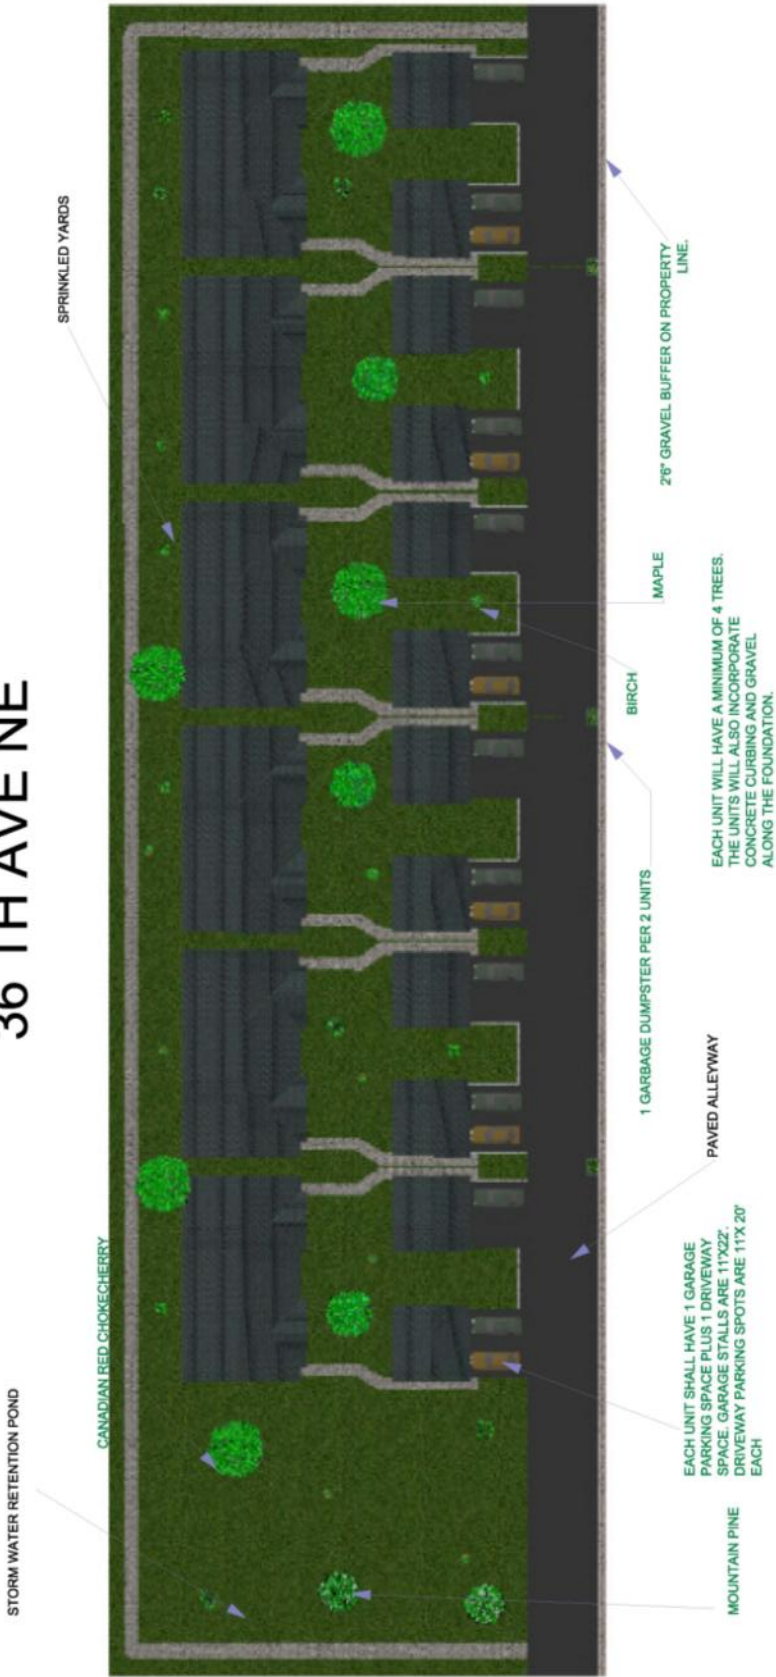 36 TH AVE NE
STORM WATER RETENTION POND
SPRINKLED YARDS
CANADIAN RED CHOKECHERRY
MOUNTAIN PINE
EACH UNIT SHALL HAVE 1 GARAGE
PARKING SPACE PLUS 1 DRIVEWAY
SPACE. GARAGE STALLS ARE 11'X22'.
DRIVEWAY PARKING SPOTS ARE 11'X 20'
EACH
PAVED ALLEYWAY
1 GARBAGE DUMPSTER PER 2 UNITS
BIRCH
MAPLE
2'6" GRAVEL BUFFER ON PROPERTY
LINE.
EACH UNIT WILL HAVE A MINIMUM OF 4 TREES.
THE UNITS WILL ALSO INCORPORATE
CONCRETE CURBING AND GRAVEL
ALONG THE FOUNDATION.